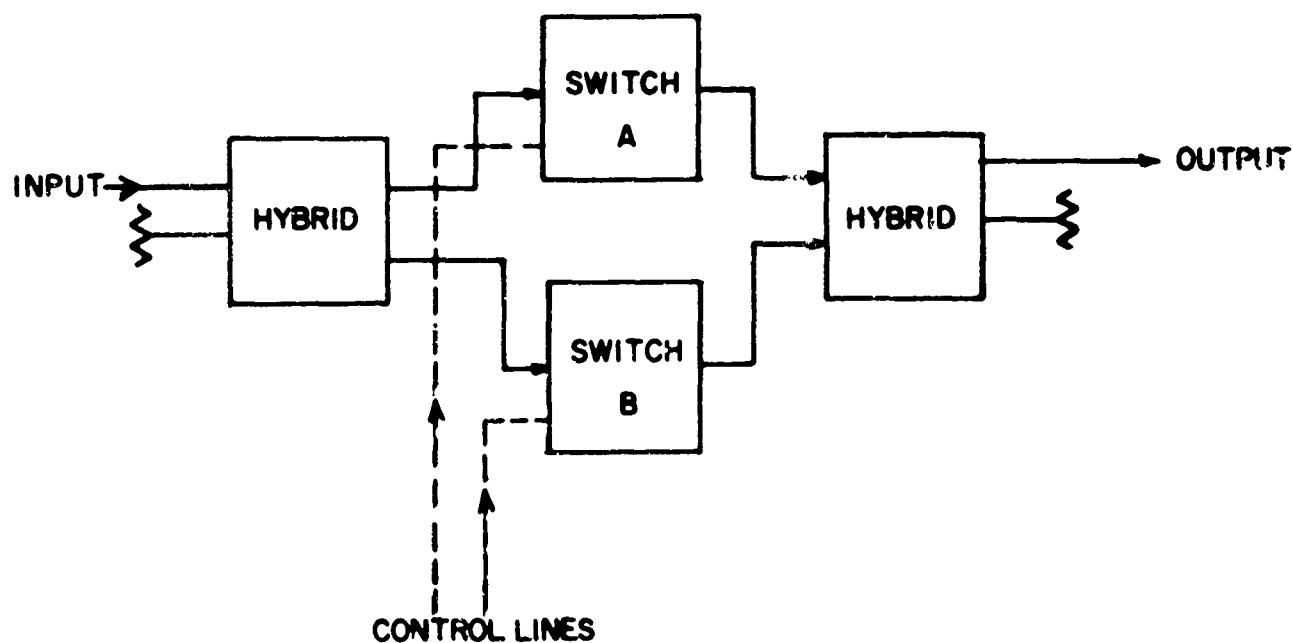 SWITCH
A
INPUT
HYBRID
HYBRID
OUTPUT
SWITCH
B
CONTROL LINES